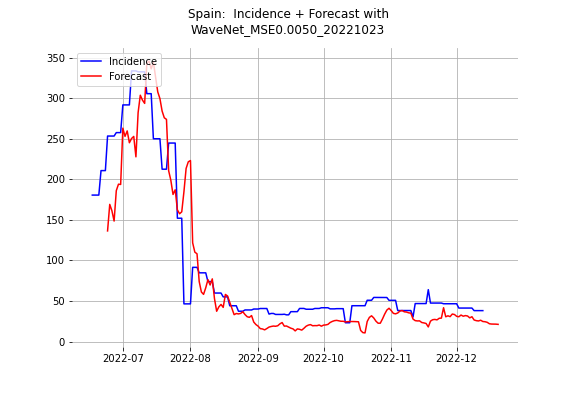 Spain:  Incidence + Forecast with
WaveNet_MSE0.0050_20221023
Incidence
Forecast
350
300
250
200
150
100
50
0
2022-07 2022-08 2022-09 2022-10 2022-11 2022-12